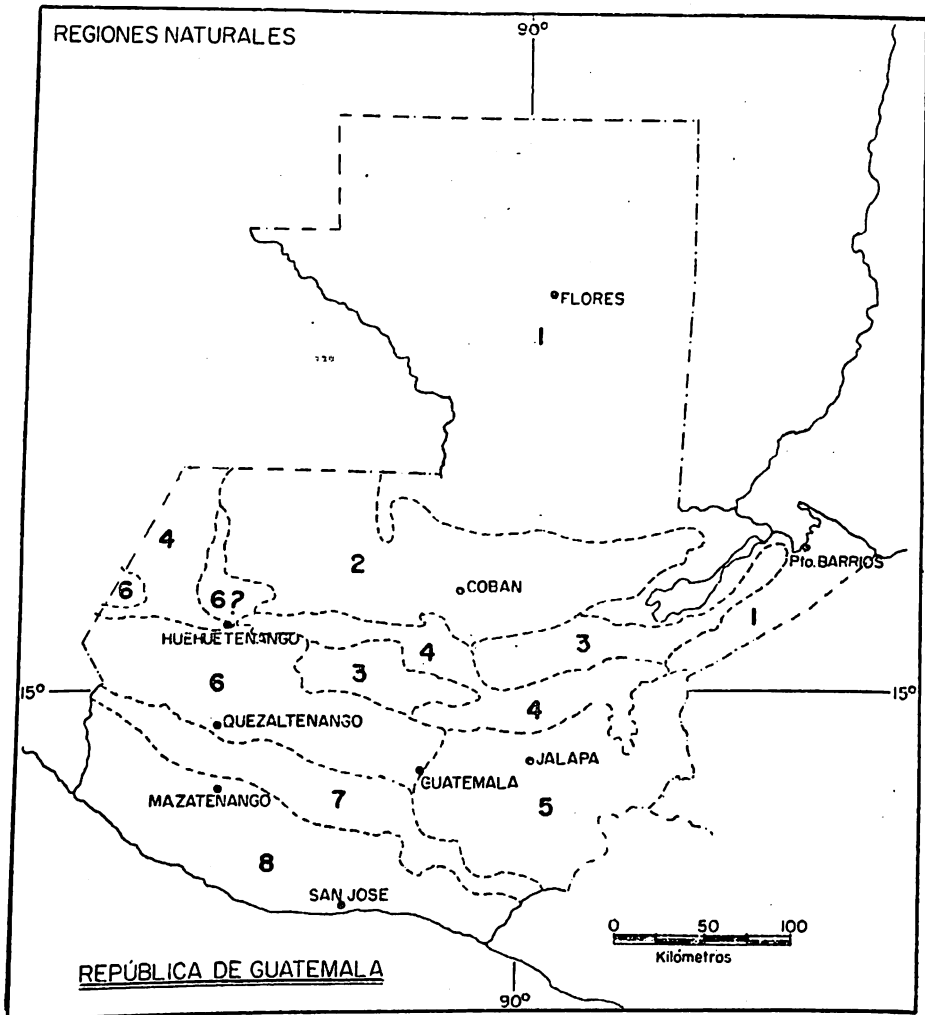 REGIONES NATURALES
90°
FLORES
1
4
2
6
6?
COBAN
Pto. BARRIOS
1
HUEHUETENANGO
4
3
3
6
15°
15°
4
QUEZALTENANGO
JALAPA
GUATEMALA
MAZATENANGO
7
5
8
SAN JOSE
0 50 100
Kilómetros
REPÚBLICA DE GUATEMALA
90°